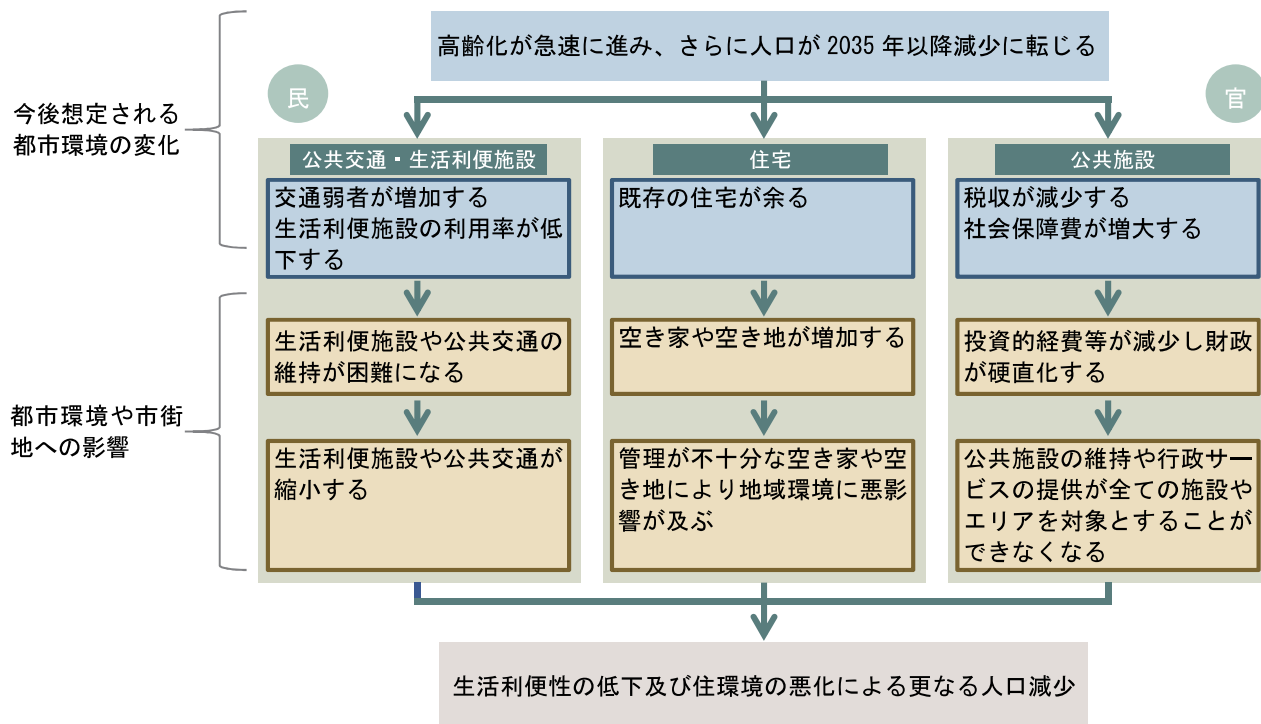 高齢化が急速に進み、さらに人口が 2035 年以降減少に転じる
民
官
今後想定される
都市環境の変化
公共交通・生活利便施設
交通弱者が増加する
生活利便施設の利用率が低
下する
生活利便施設や公共交通の
維持が困難になる
生活利便施設や公共交通が
縮小する
住宅
既存の住宅が余る
空き家や空き地が増加する
管理が不十分な空き家や空
き地により地域環境に悪影
響が及ぶ
公共施設
税収が減少する
社会保障費が増大する
投資的経費等が減少し財政
が硬直化する
公共施設の維持や行政サー
ビスの提供が全ての施設や
エリアを対象とすることが
できなくなる
都市環境や市街
地への影響
生活利便性の低下及び住環境の悪化による更なる人口減少